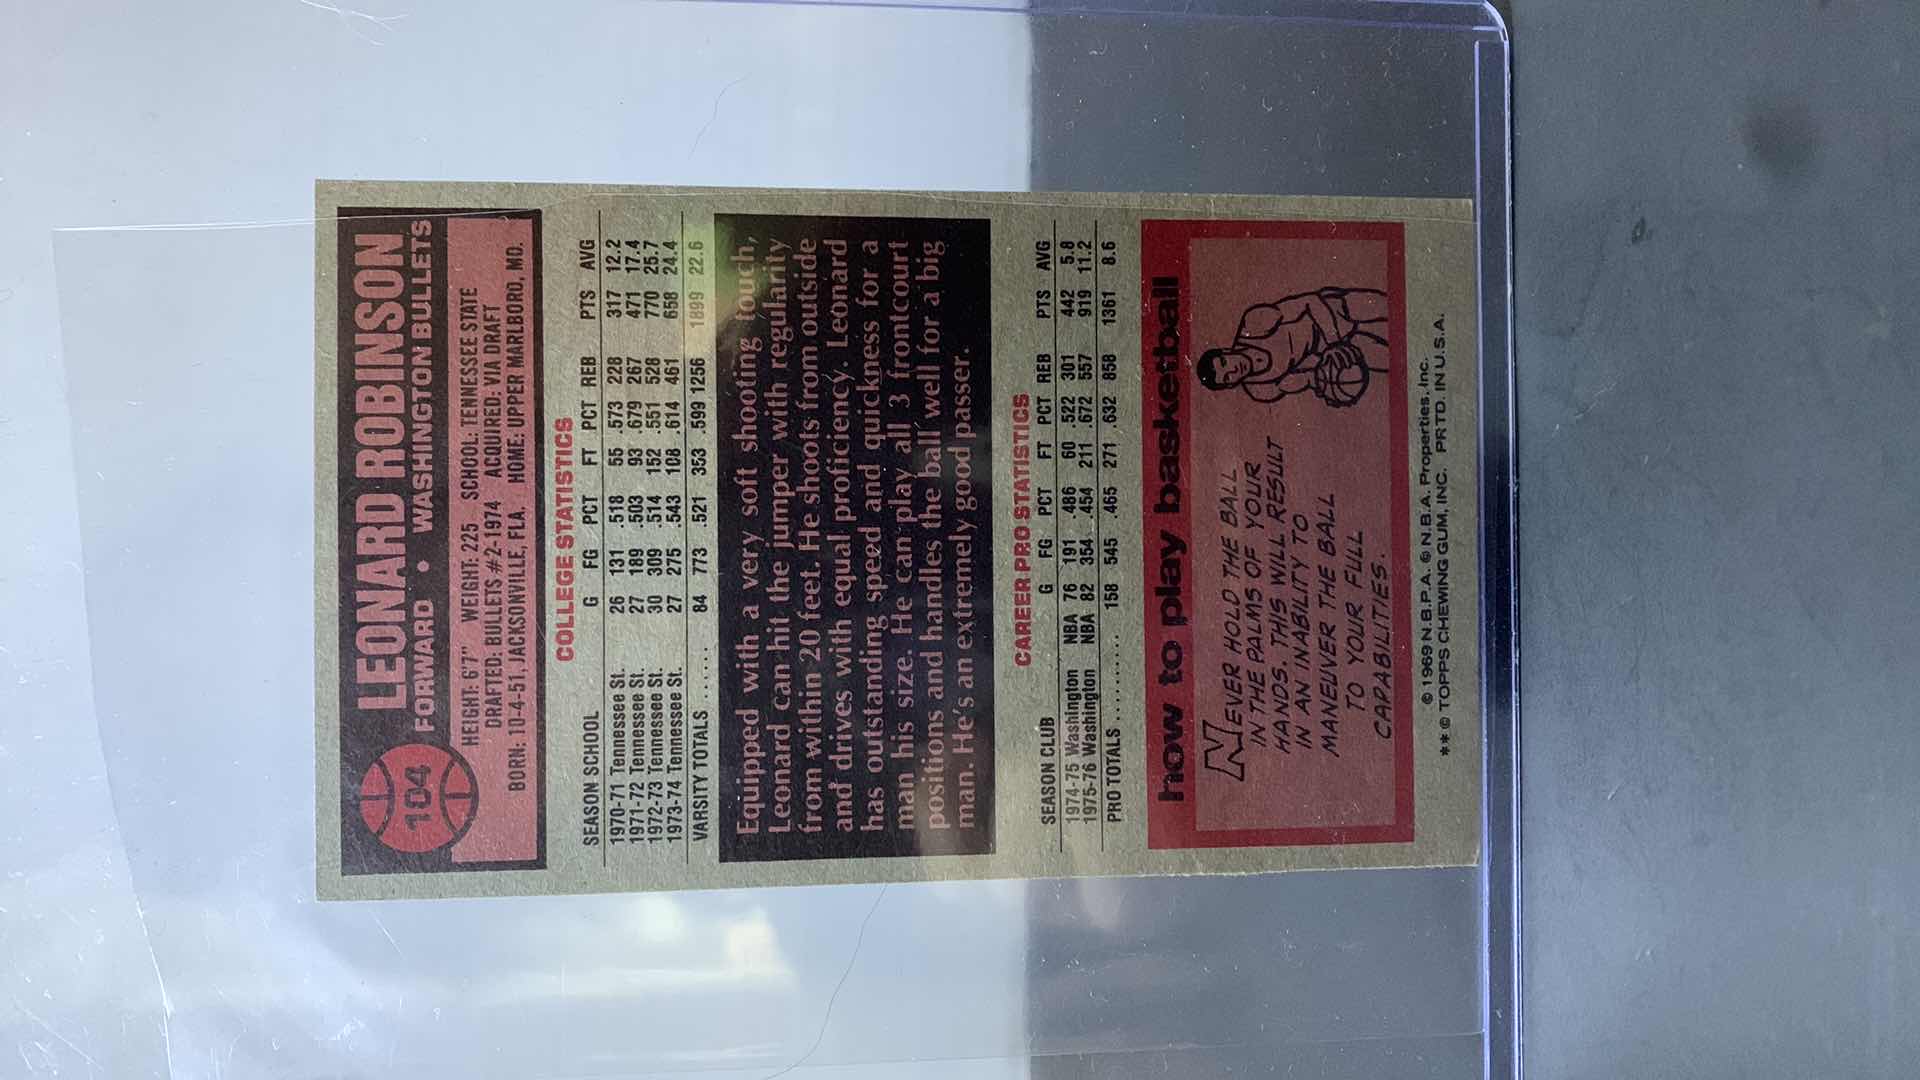 104
LEONARD ROBINSON
FORWARD • WASHINGTON BULLETS
HEIGHT: 6'7" WEIGHT: 225 SCHOOL: TENNESSEE STATE
DRAFTED: BULLETS #2-1974 ACQUIRED: VIA DRAFT
BORN: 10-4-51, JACKSONVILLE, FLA. HOME: UPPER MARLBORO, MD.
COLLEGE STATISTICS
SEASON SCHOOL G FG PCT FT PCT REB PTS AVG
1970-71 Tennessee St. 26 131 .518 55 .573 228 317 12.2
1971-72 Tennessee St. 27 189 .503 93 .679 267 471 17.4
1972-73 Tennessee St. 30 309 .514 152 .551 528 770 25.7
1973-74 Tennessee St. 27 275 .543 108 .614 461 658 24.4
VARSITY TOTALS ...... 84 773 .521 353 .599 1256 1899 22.6
Equipped with a very soft shooting touch,
Leonard can hit the jumper with regularity
from within 20 feet. He shoots from outside
and drives with equal proficiency. Leonard
has outstanding speed and quickness for a
man his size. He can play all 3 frontcourt
positions and handles the ball well for a big
man. He's an extremely good passer.
CAREER PRO STATISTICS
SEASON CLUB G FG PCT FT PCT REB PTS AVG
1974-75 Washington NBA 76 191 .486 60 .522 301 442 5.8
1975-76 Washington NBA 82 354 .454 211 .672 557 919 11.2
PRO TOTALS .......... 158 545 .465 271 .632 858 1361 8.6
how to play basketball
NEVER HOLD THE BALL
IN THE PALMS OF YOUR
HANDS. THIS WILL RESULT
IN AN INABILITY TO
MANEUVER THE BALL
TO YOUR FULL
CAPABILITIES.
© 1969 N.B.P.A. © N.B.A. Properties, Inc.
** © TOPPS CHEWING GUM, INC. PRTD. IN U.S.A.